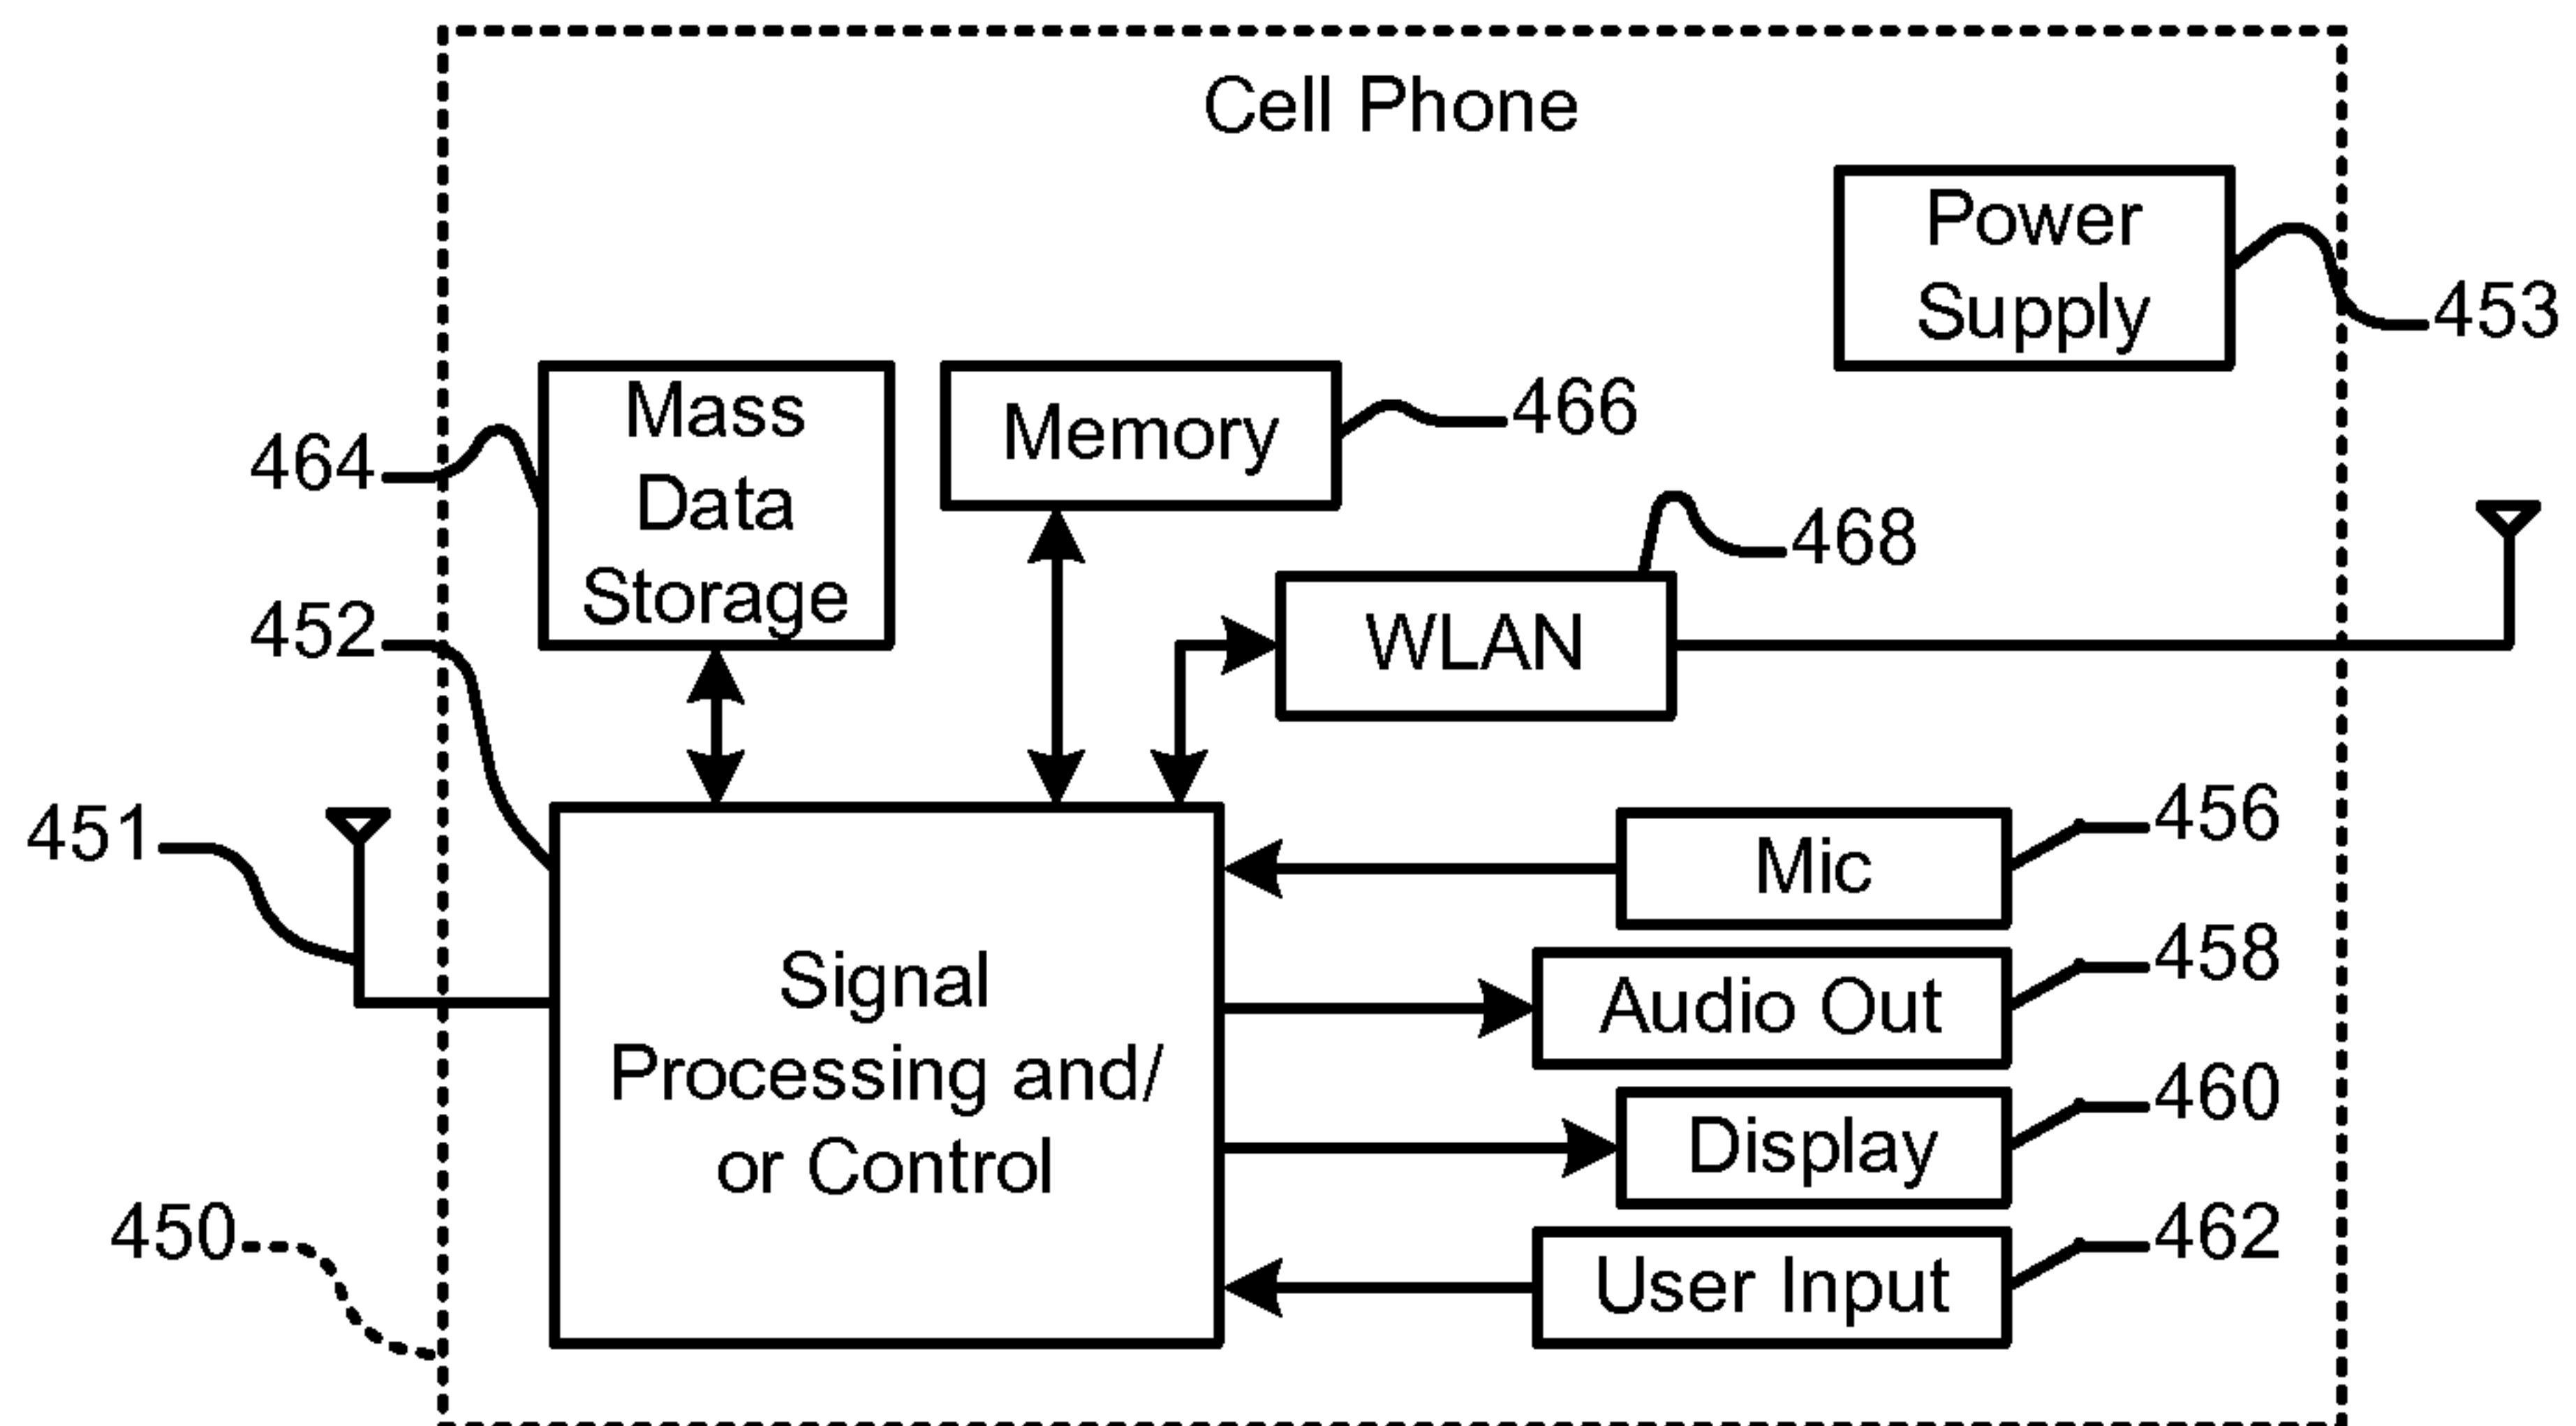 Cell Phone
Power
Supply
453
Mass
Data
Storage
464
Memory
466
468
WLAN
452
451
Signal
Processing and/
or Control
Mic
456
Audio Out
458
Display
460
User Input
462
450